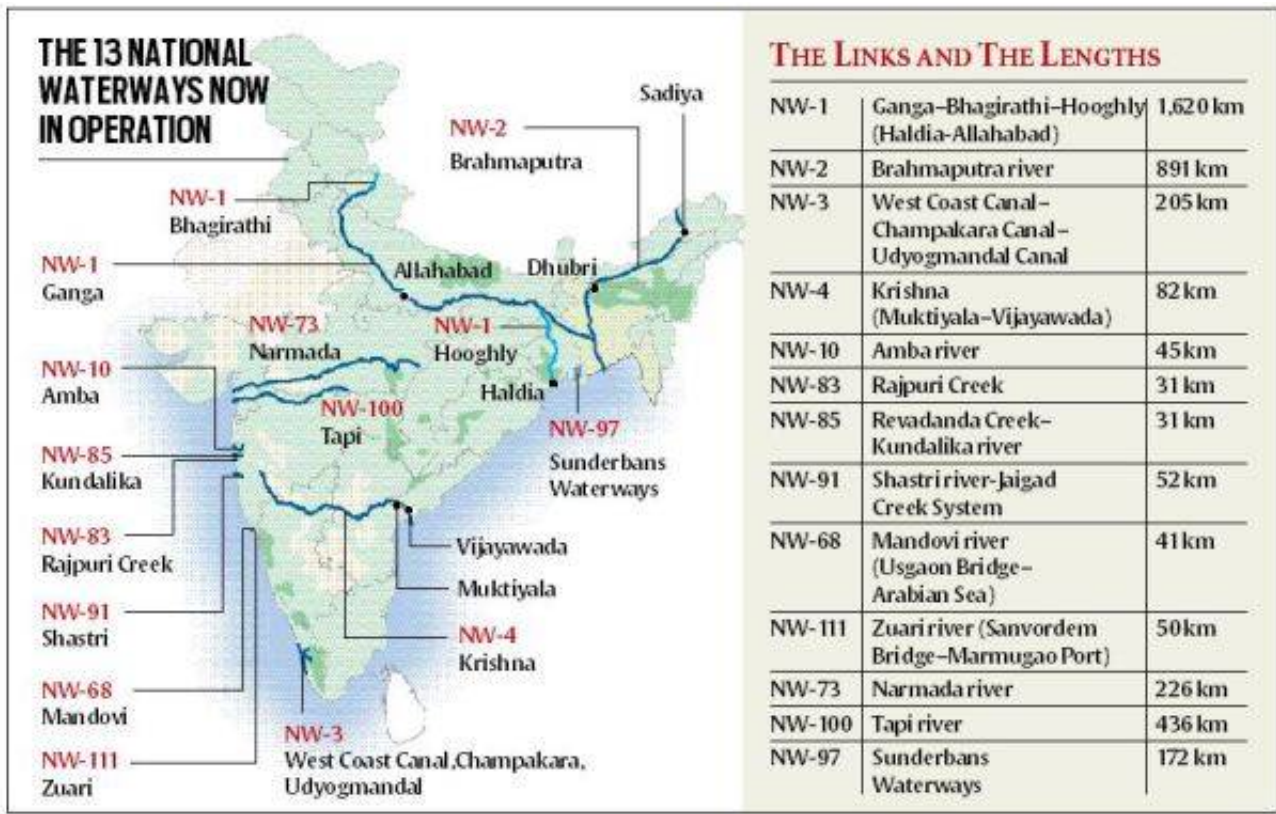 THE 13 NATIONAL
WATERWAYS NOW
IN OPERATION
Sadiya
NW-2
Brahmaputra
NW-1
Bhagirathi
NW-1
Ganga
Allahabad
Dhubri
NW-73
Narmada
NW-1
Hooghly
NW-10
Amba
Haldia
NW-100
Tapi
NW-97
Sunderbans
Waterways
NW-85
Kundalika
NW-83
Rajpuri Creek
Vijayawada
Muktiyala
NW-91
Shastri
NW-4
Krishna
NW-68
Mandovi
NW-3
West Coast Canal,Champakara,
Udyogmandal
NW-111
Zuari
THE LINKS AND THE LENGTHS
NW-1 Ganga–Bhagirathi–Hooghly 1,620 km
(Haldia-Allahabad)
NW-2 Brahmaputra river 891 km
NW-3 West Coast Canal– 205 km
Champakara Canal–
Udyogmandal Canal
NW-4 Krishna 82 km
(Muktiyala–Vijayawada)
NW-10 Amba river 45 km
NW-83 Rajpuri Creek 31 km
NW-85 Revadanda Creek– 31 km
Kundalika river
NW-91 Shastri river-Jaigad 52 km
Creek System
NW-68 Mandovi river 41 km
(Usgaon Bridge–
Arabian Sea)
NW-111 Zuari river (Sanvordem 50 km
Bridge–Marmugao Port)
NW-73 Narmada river 226 km
NW-100 Tapi river 436 km
NW-97 Sunderbans 172 km
Waterways